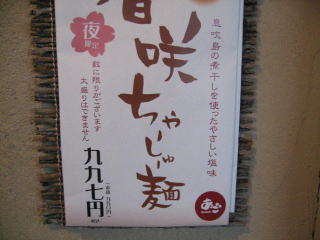 息吹島の煮干しを使ったやさしい塩味
咲ちゃーしゅー麺
夜
限定
数に限りがございます
大盛りはできません
九九七円